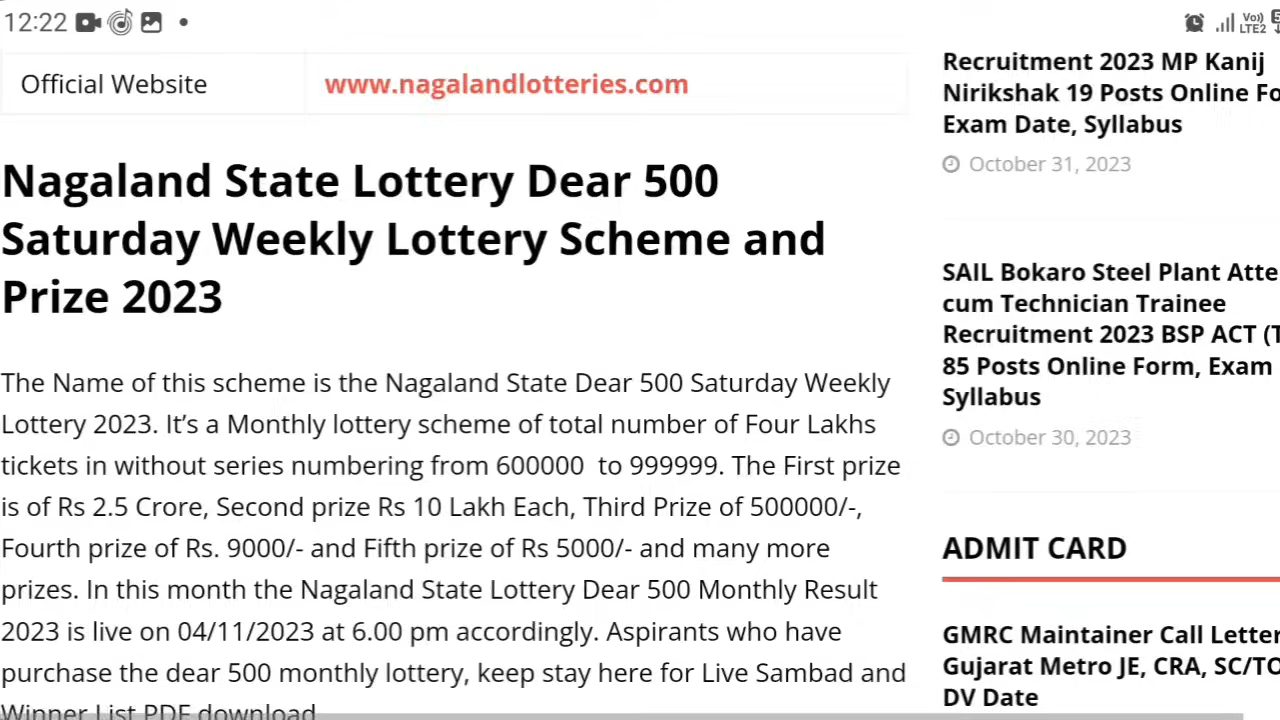 12:22
Vo)) LTE2
Official Website
www.nagalandlotteries.com
Nagaland State Lottery Dear 500
Saturday Weekly Lottery Scheme and
Prize 2023
The Name of this scheme is the Nagaland State Dear 500 Saturday Weekly
Lottery 2023. It’s a Monthly lottery scheme of total number of Four Lakhs
tickets in without series numbering from 600000 to 999999. The First prize
is of Rs 2.5 Crore, Second prize Rs 10 Lakh Each, Third Prize of 500000/-,
Fourth prize of Rs. 9000/- and Fifth prize of Rs 5000/- and many more
prizes. In this month the Nagaland State Lottery Dear 500 Monthly Result
2023 is live on 04/11/2023 at 6.00 pm accordingly. Aspirants who have
purchase the dear 500 monthly lottery, keep stay here for Live Sambad and
Winner List PDF download
Recruitment 2023 MP Kanij
Nirikshak 19 Posts Online Fo
Exam Date, Syllabus
October 31, 2023
SAIL Bokaro Steel Plant Atte
cum Technician Trainee
Recruitment 2023 BSP ACT (T
85 Posts Online Form, Exam
Syllabus
October 30, 2023
ADMIT CARD
GMRC Maintainer Call Letter
Gujarat Metro JE, CRA, SC/TO
DV Date